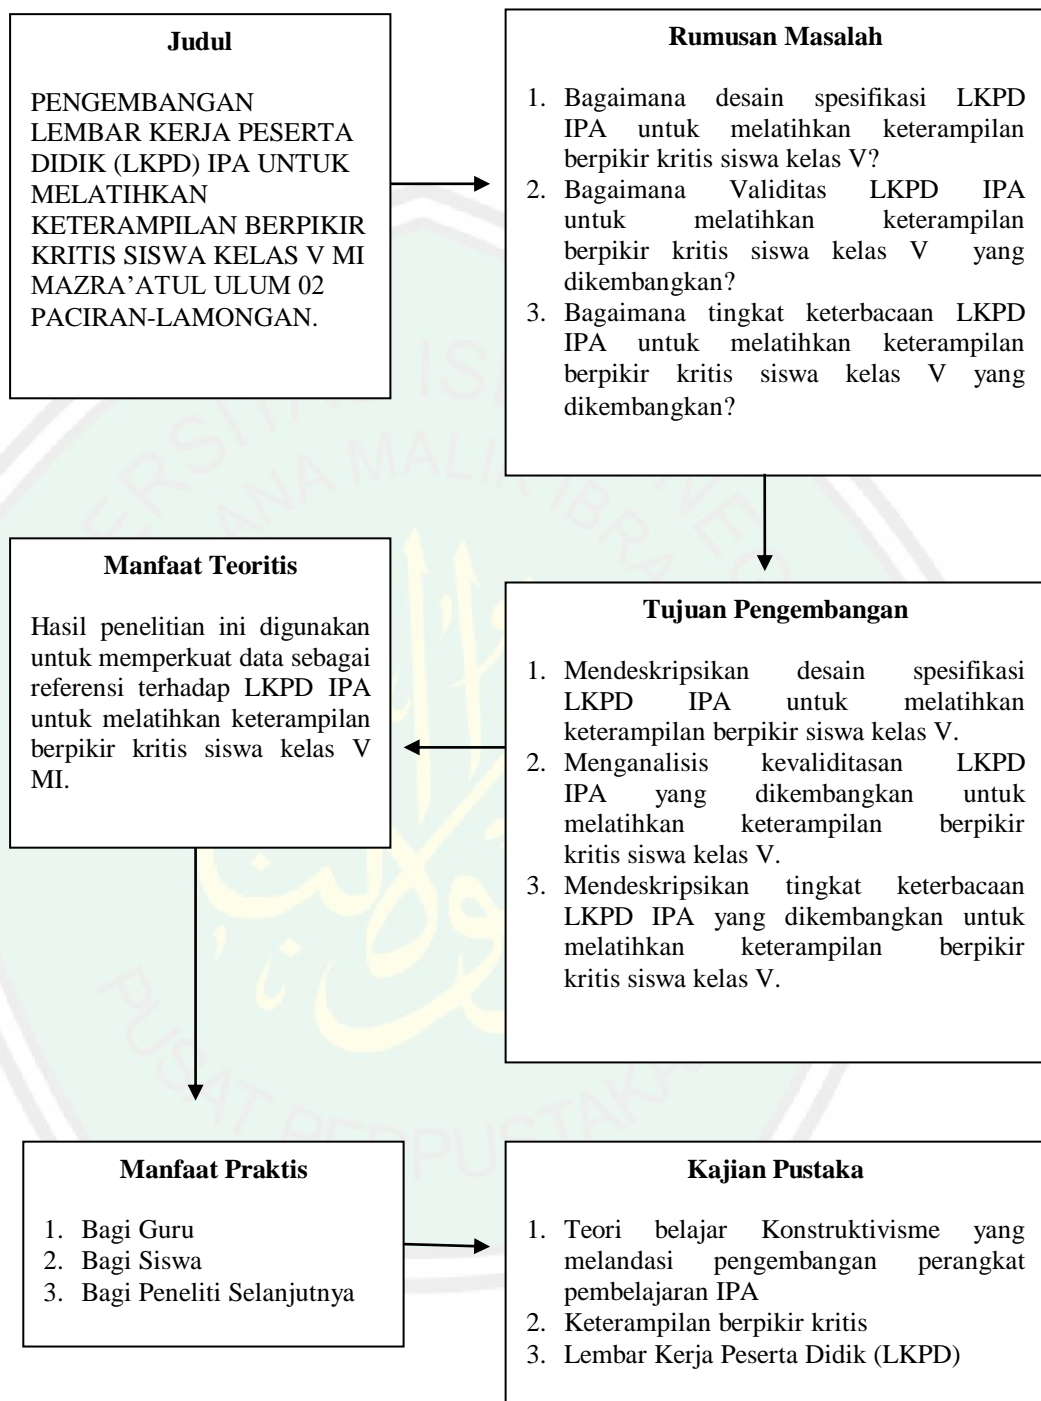 Judul
PENGEMBANGAN
LEMBAR KERJA PESERTA
DIDIK (LKPD) IPA UNTUK
MELATIHKAN
KETERAMPILAN BERPIKIR
KRITIS SISWA KELAS V MI
MAZRA’ATUL ULUM 02
PACIRAN-LAMONGAN.
Rumusan Masalah
1. Bagaimana desain spesifikasi LKPD
IPA untuk melatihkan keterampilan
berpikir kritis siswa kelas V?
2. Bagaimana Validitas LKPD IPA
untuk melatihkan keterampilan
berpikir kritis siswa kelas V yang
dikembangkan?
3. Bagaimana tingkat keterbacaan LKPD
IPA untuk melatihkan keterampilan
berpikir kritis siswa kelas V yang
dikembangkan?
Tujuan Pengembangan
1. Mendeskripsikan desain spesifikasi
LKPD IPA untuk melatihkan
keterampilan berpikir siswa kelas V.
2. Menganalisis kevaliditasan LKPD
IPA yang dikembangkan untuk
melatihkan keterampilan berpikir
kritis siswa kelas V.
3. Mendeskripsikan tingkat keterbacaan
LKPD IPA yang dikembangkan untuk
melatihkan keterampilan berpikir
kritis siswa kelas V.
Manfaat Teoritis
Hasil penelitian ini digunakan
untuk memperkuat data sebagai
referensi terhadap LKPD IPA
untuk melatihkan keterampilan
berpikir kritis siswa kelas V
MI.
Manfaat Praktis
1. Bagi Guru
2. Bagi Siswa
3. Bagi Peneliti Selanjutnya
Kajian Pustaka
1. Teori belajar Konstruktivisme yang
melandasi pengembangan perangkat
pembelajaran IPA
2. Keterampilan berpikir kritis
3. Lembar Kerja Peserta Didik (LKPD)